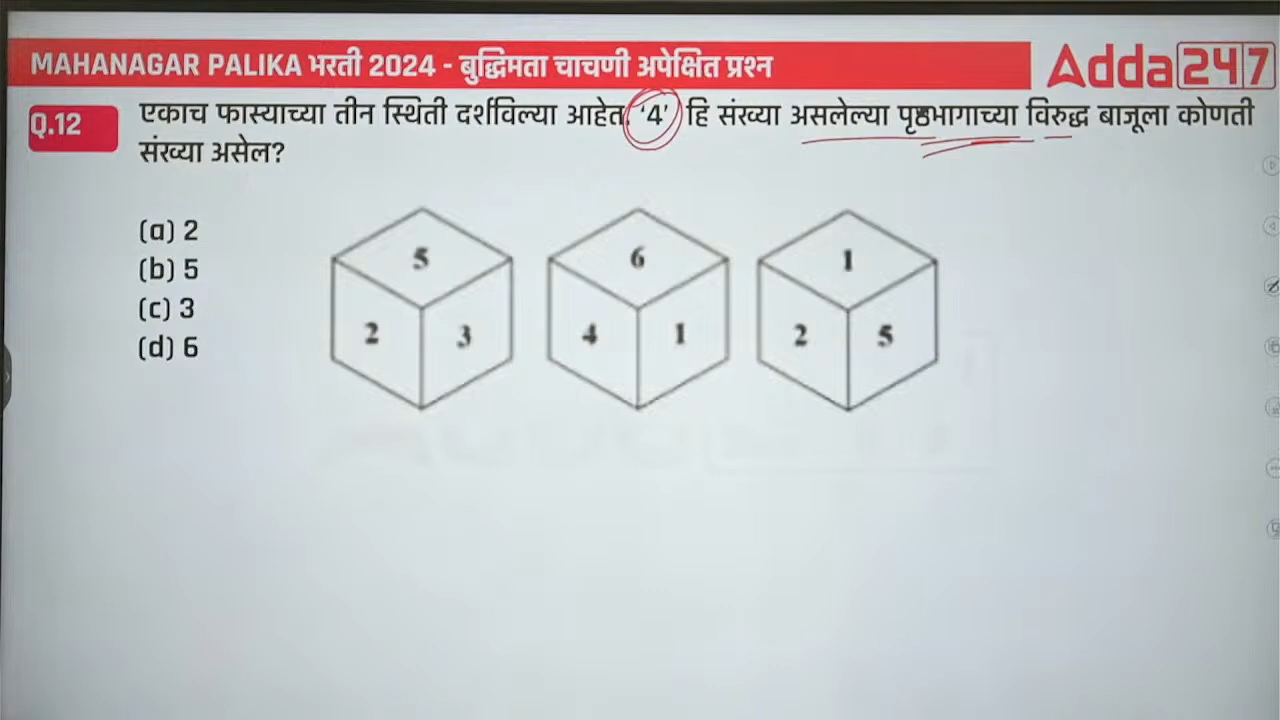 MAHANAGAR PALIKA भरती 2024 - बुद्धिमता चाचणी अपेक्षित प्रश्न
Adda247
Q.12
एकाच फास्याच्या तीन स्थिती दर्शविल्या आहेत. '4' हि संख्या असलेल्या पृष्ठभागाच्या विरुद्ध बाजूला कोणती
संख्या असेल?
(a) 2
(b) 5
(c) 3
(d) 6
5
2 3
6
4 1
1
2 5